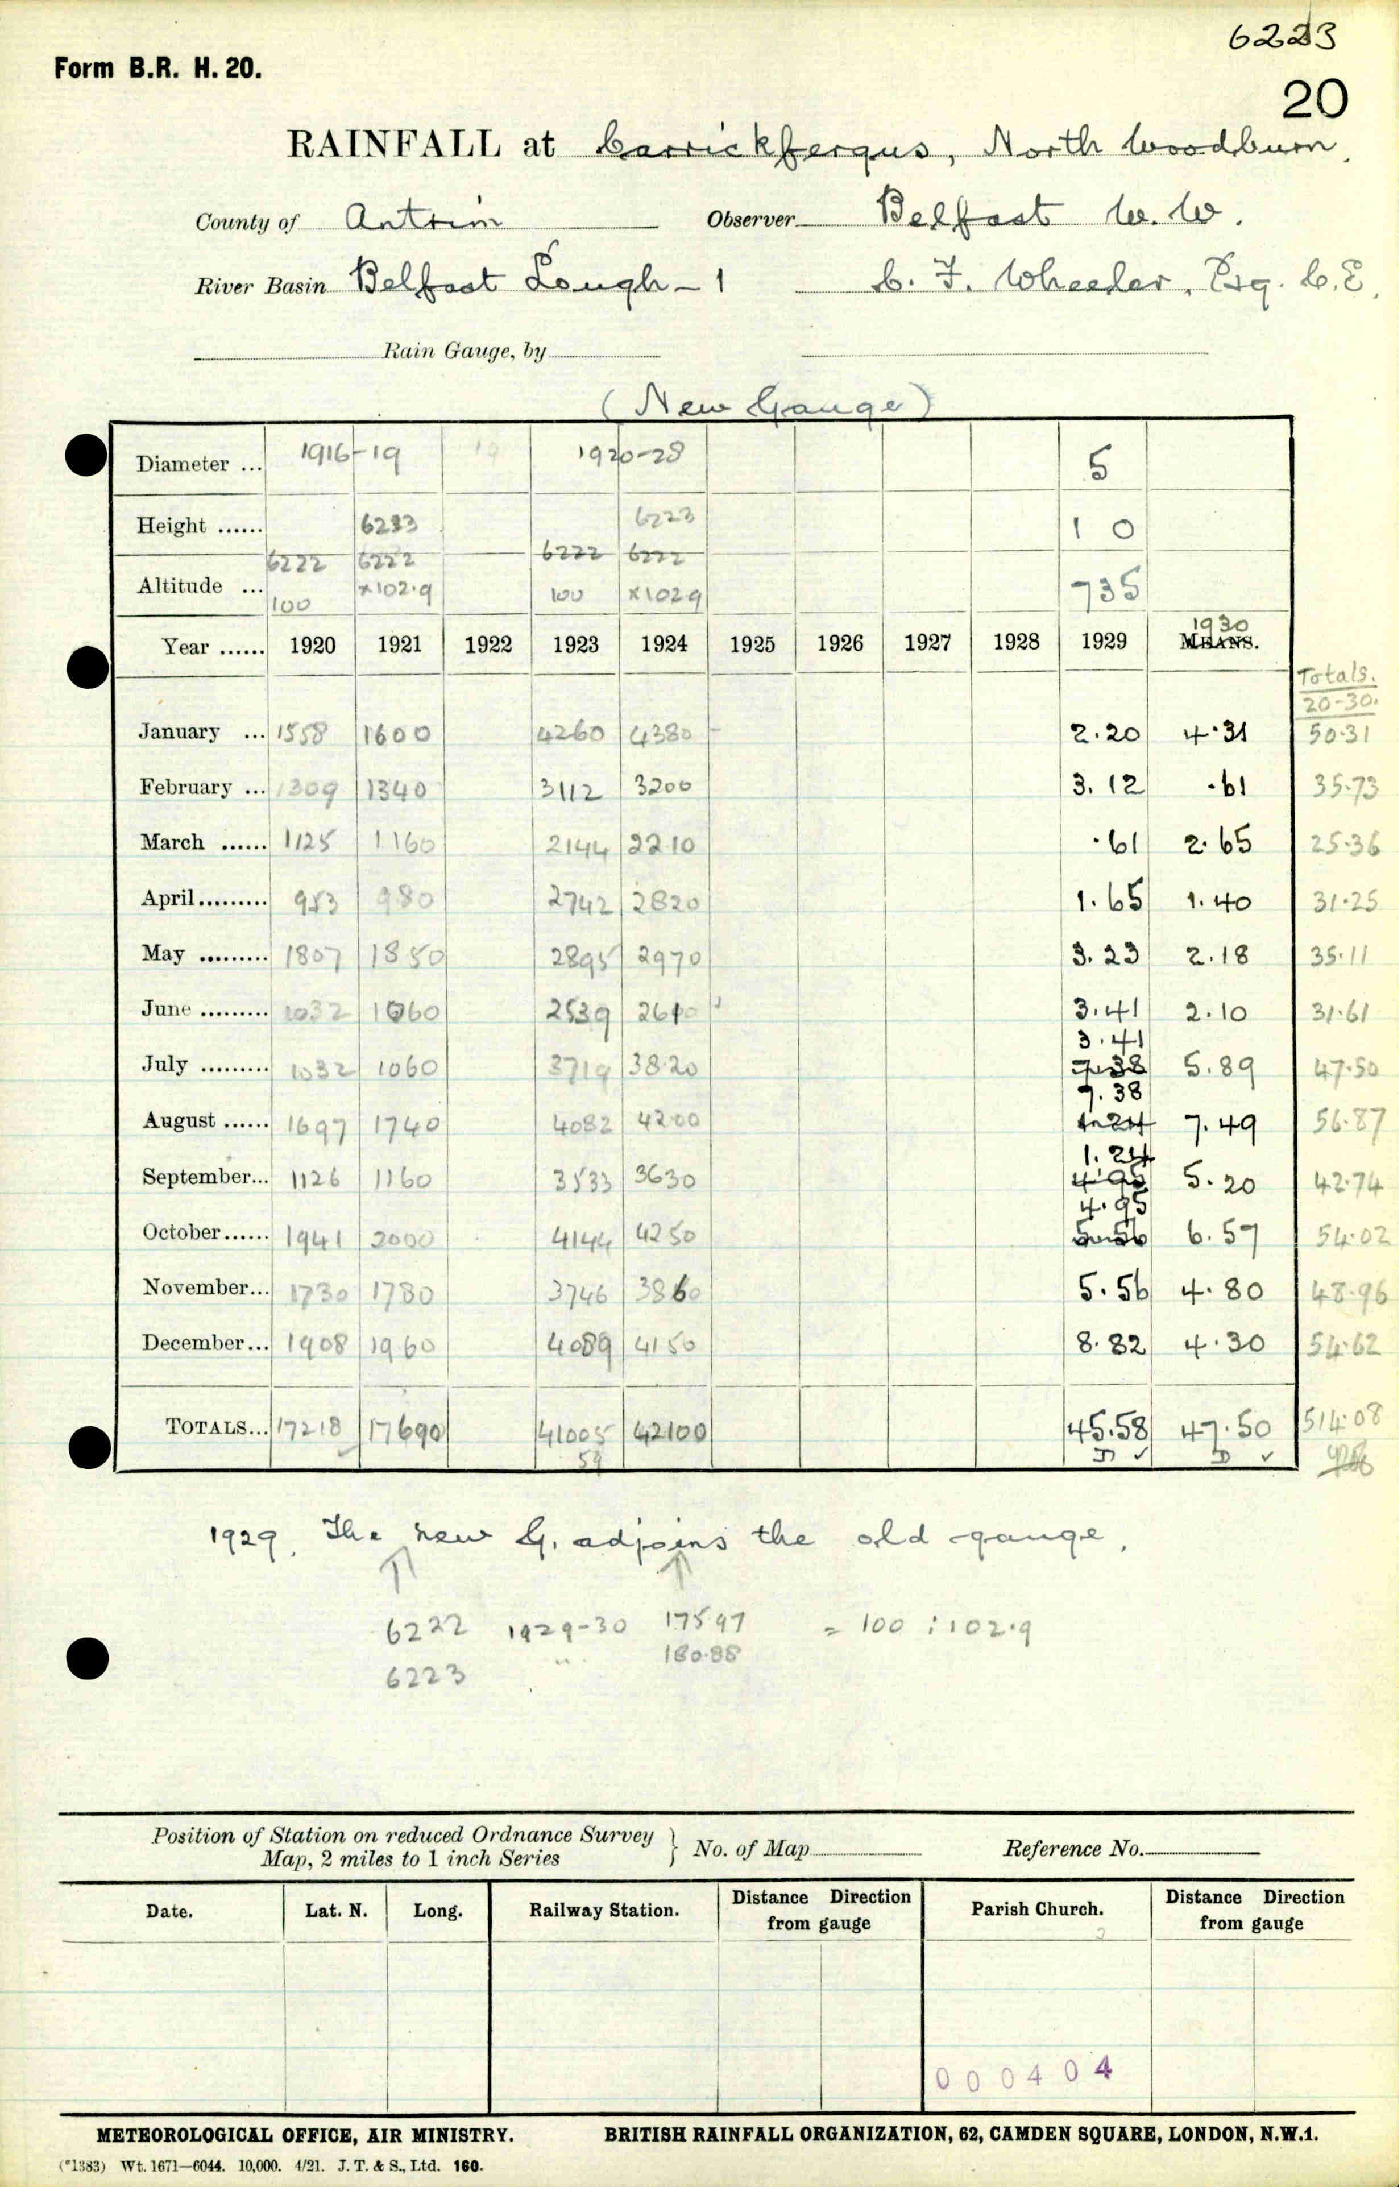 6223
Form B.R. H. 20.
20
RAINFALL at Carrickfergus, North Woodburn.
County of Antrim Observer Belfast W. W.
River Basin Belfast Lough - 1 C. F. Wheeler, Esq. C.E.
Rain Gauge, by
(New Gauge)
Diameter ... 1916-19 19 1920-28 5
Height ...... 6223 6223 10
6222 6222 6222 6222
Altitude ... 100 ×102.9 100 ×1029 735
1930
Year ...... 1920 1921 1922 1923 1924 1925 1926 1927 1928 1929 MEANS.
Totals.
20-30.
January ... 1558 1600 4260 4380 2.20 4.31 50.31
February ... 1309 1340 3112 3200 3.12 .61 35.73
March ...... 1125 1160 2144 2210 .61 2.65 25.36
April ......... 953 980 2742 2820 1.65 1.40 31.25
May ......... 1807 1850 2895 2970 3.23 2.18 35.11
June ......... 1032 1060 2539 2610 3.41 2.10 31.61
3.41
July ......... 1032 1060 3719 3820 7.38 5.89 47.50
7.38
August ...... 1697 1740 4082 4200 1.24 7.49 56.87
1.24
September... 1126 1160 3533 3630 4.95 5.20 42.74
4.95
October...... 1941 2000 4144 4250 5.56 6.57 54.02
November... 1730 1780 3746 3860 5.56 4.80 48.96
December... 1908 1960 4089 4150 8.82 4.30 54.62
TOTALS... 17218 17690 41005 42100 45.58 47.50 514.08
59 D ✓ D ✓
1929. The new G. adjoins the old gauge.
6222 1929-30 17597 = 100 : 102.9
6223 " 180.88
Position of Station on reduced Ordnance Survey
Map, 2 miles to 1 inch Series } No. of Map Reference No.
Date. Lat. N. Long. Railway Station. Distance Direction from gauge Parish Church. Distance Direction from gauge
000404
METEOROLOGICAL OFFICE, AIR MINISTRY. BRITISH RAINFALL ORGANIZATION, 62, CAMDEN SQUARE, LONDON, N.W.1.
(*1383) Wt. 1671—6044. 10,000. 4/21. J. T. & S., Ltd. 160.